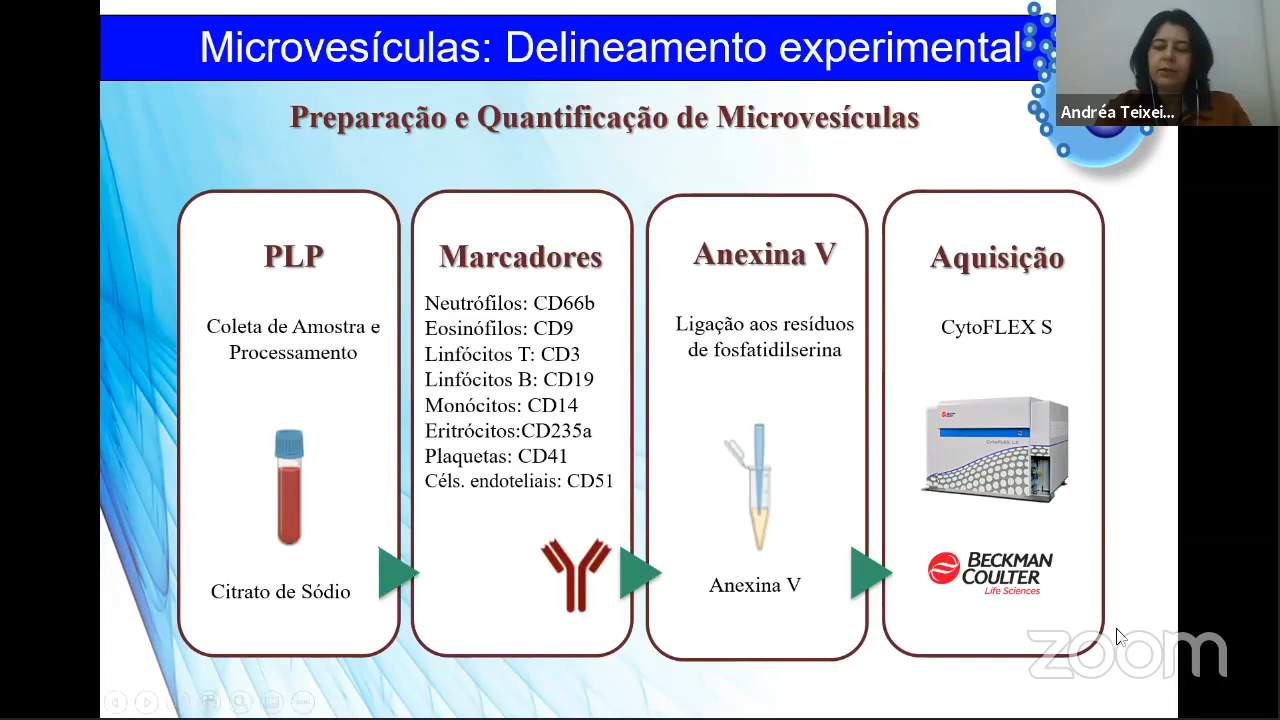 Microvesículas: Delineamento experimental
Andréa Teixei...
Preparação e Quantificação de Microvesículas
PLP
Coleta de Amostra e
Processamento
Citrato de Sódio
Marcadores
Neutrófilos: CD66b
Eosinófilos: CD9
Linfócitos T: CD3
Linfócitos B: CD19
Monócitos: CD14
Eritrócitos:CD235a
Plaquetas: CD41
Céls. endoteliais: CD51
Anexina V
Ligação aos resíduos
de fosfatidilserina
Anexina V
Aquisição
CytoFLEX S
CytoFLEX LX
BECKMAN
COULTER
Life Sciences
zoom